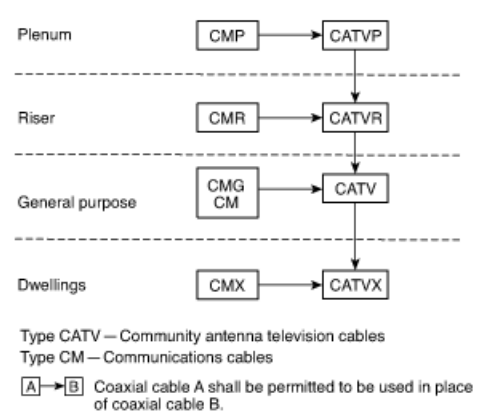 Plenum CMP CATVP
Riser CMR CATVR
General purpose CMG CM CATV
Dwellings CMX CATVX
Type CATV — Community antenna television cables
Type CM — Communications cables
A B Coaxial cable A shall be permitted to be used in place
of coaxial cable B.